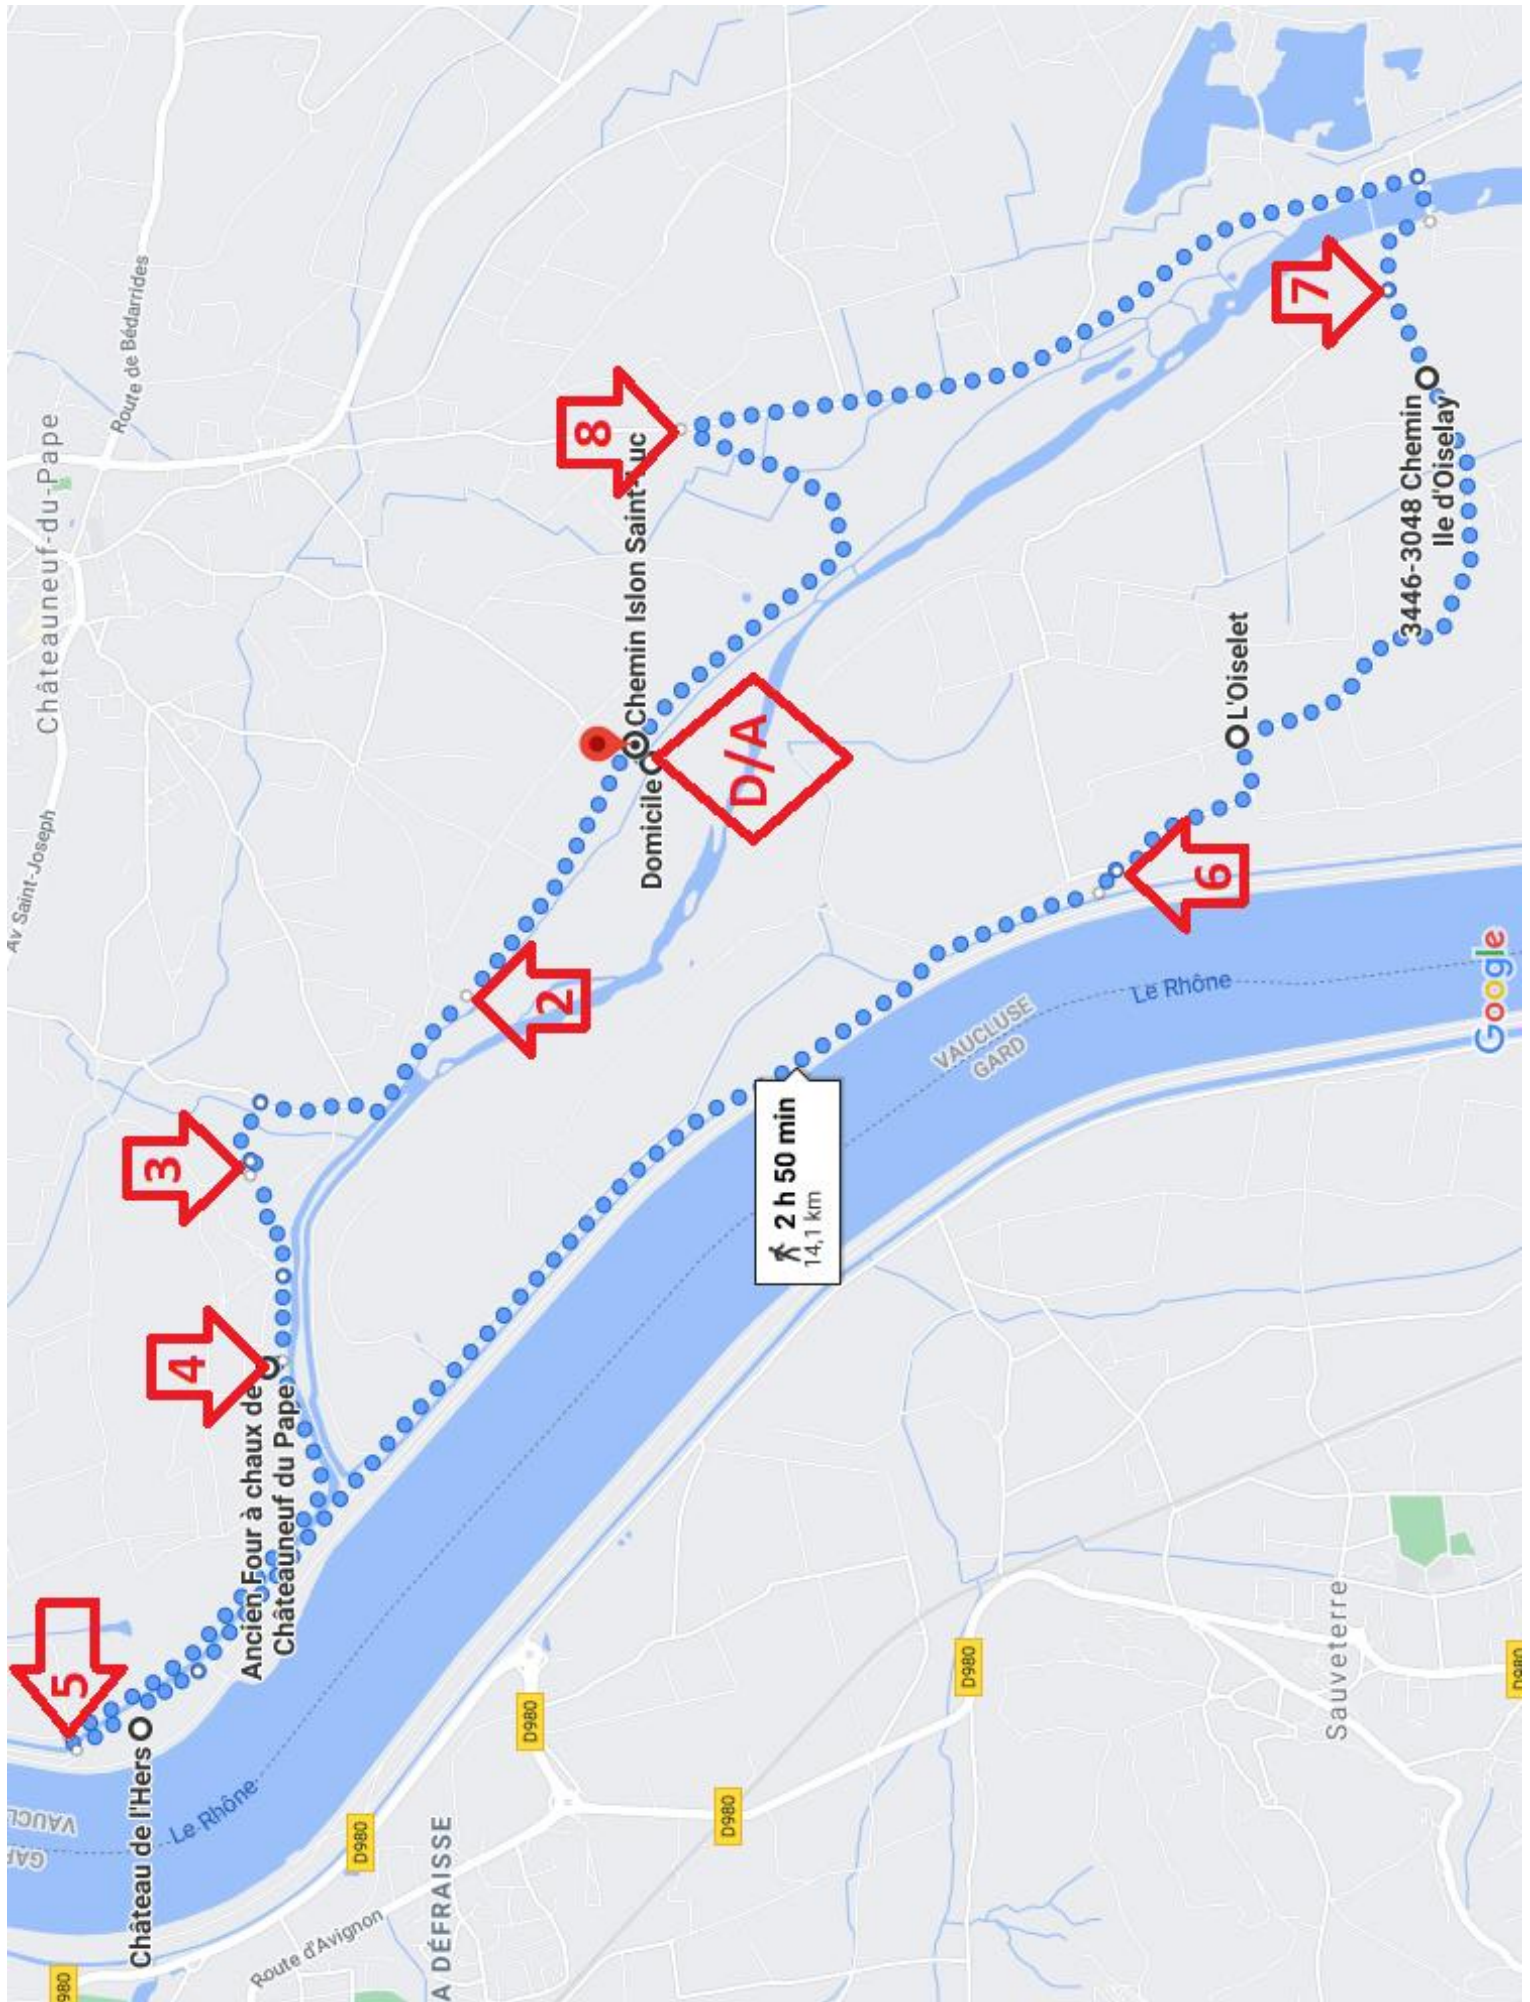 Châteauneuf-du-Pape
Av Saint-Joseph
Route de Bédarrides
5
VAUCL
980
Château de l'Hers
Le Rhône
3
4
Ancien Four à chaux de
Châteauneuf du Pape
Route d'Avignon
D980
A DÉFRAISSE
2
D980
8
Chemin Islon Saint-Luc
Domicile
D/A
D980
2 h 50 min
14,1 km
VAUCLUSE
GARD
D980
Le Rhône
6
L'Oiselet
7
Sauveterre
3446-3048 Chemin
Ile d'Oiselay
Google
D980